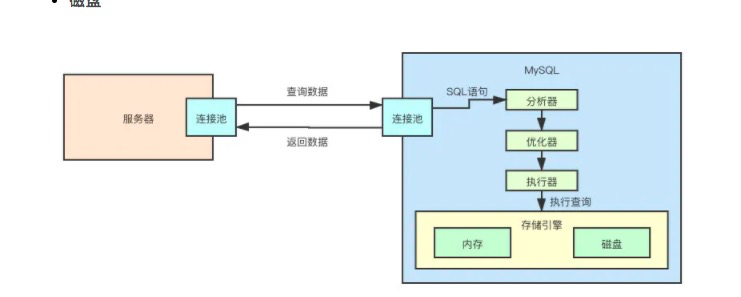 磁盘
MySQL
查询数据
SQL语句
分析器
服务器
连接池
连接池
返回数据
优化器
执行器
执行查询
存储引擎
内存
磁盘